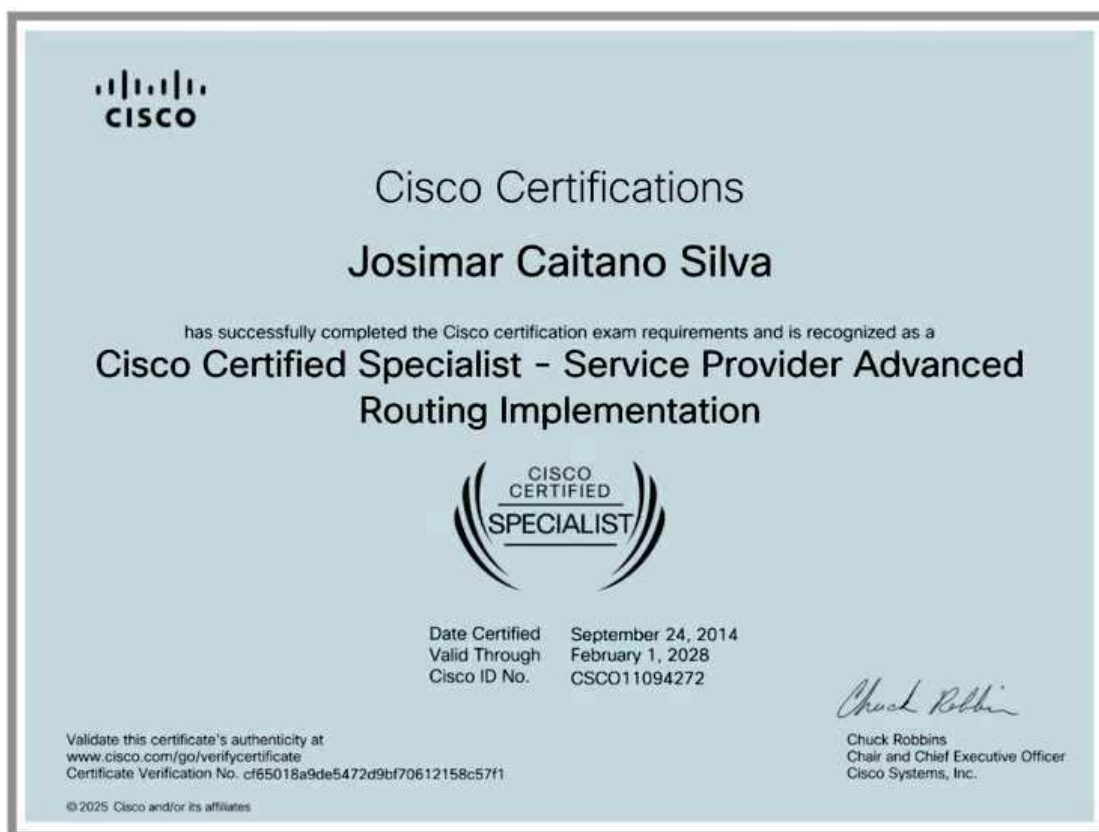 CISCO
Cisco Certifications
Josimar Caitano Silva
has successfully completed the Cisco certification exam requirements and is recognized as a
Cisco Certified Specialist - Service Provider Advanced
Routing Implementation
CISCO
CERTIFIED
SPECIALIST
Date Certified September 24, 2014
Valid Through February 1, 2028
Cisco ID No. CSCO11094272
Chuck Robbins
Validate this certificate's authenticity at
www.cisco.com/go/verifycertificate
Certificate Verification No. cf65018a9de5472d9bf70612158c57f1
Chuck Robbins
Chair and Chief Executive Officer
Cisco Systems, Inc.
© 2025 Cisco and/or its affiliates